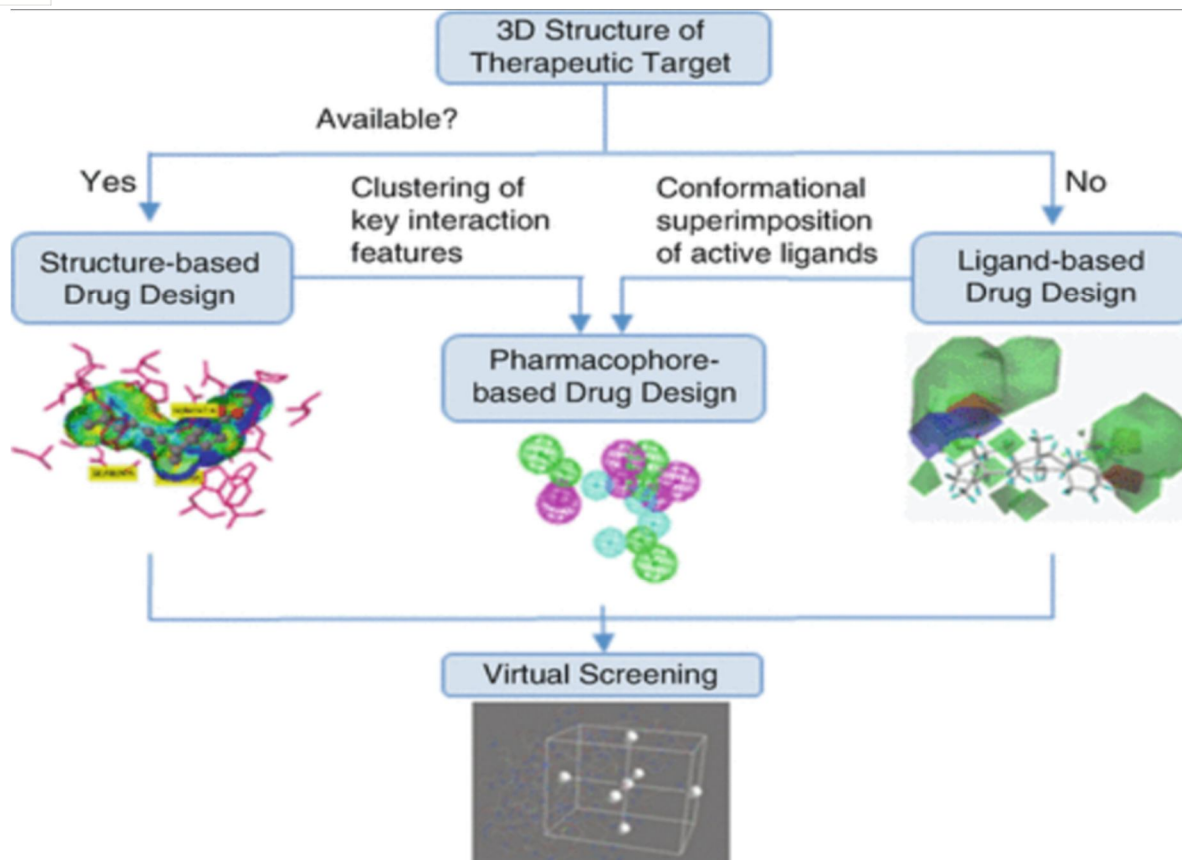 3D Structure of
Therapeutic Target
Available?
Yes
No
Clustering of
key interaction
features
Conformational
superimposition
of active ligands
Structure-based
Drug Design
Ligand-based
Drug Design
Pharmacophore-
based Drug Design
Virtual Screening